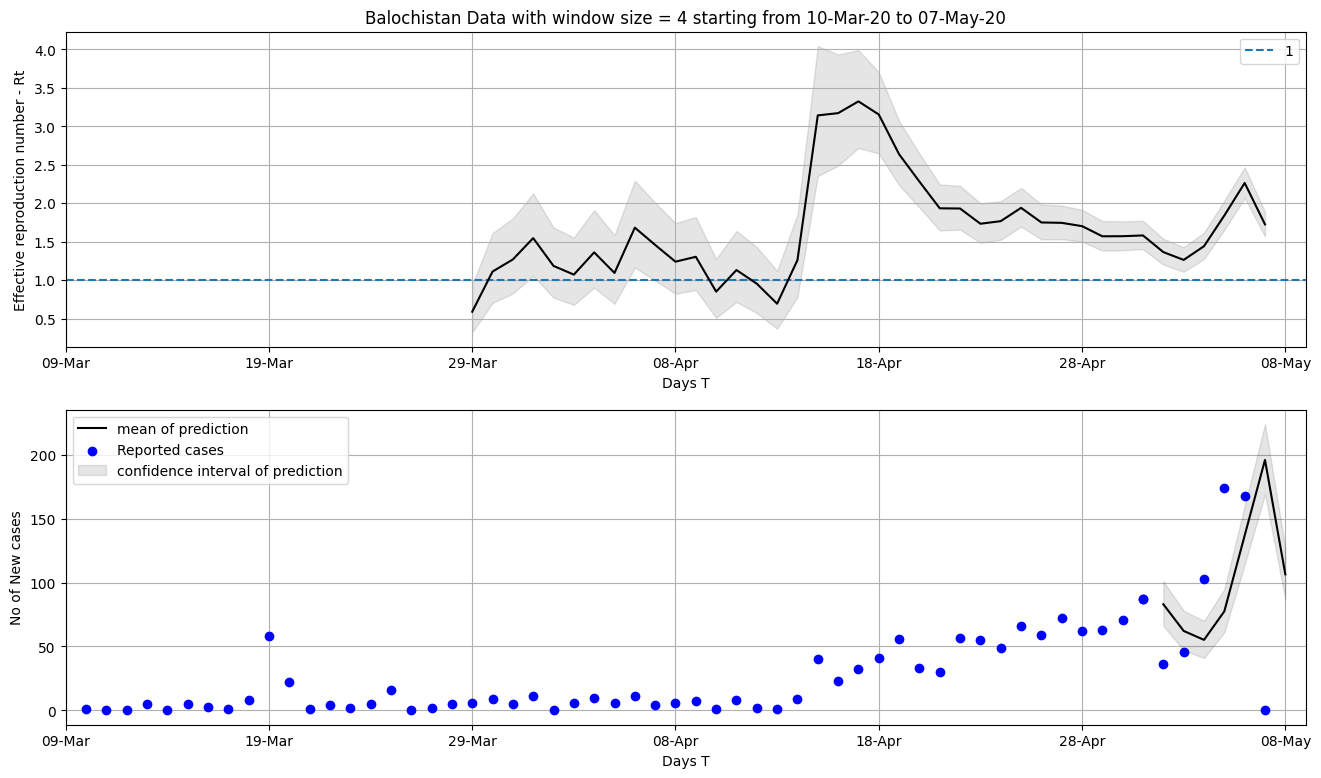 Balochistan Data with window size = 4 starting from 10-Mar-20 to 07-May-20
Effective reproduction number - Rt
4.0
3.5
3.0
2.5
2.0
1.5
1.0
0.5
1
09-Mar 19-Mar 29-Mar 08-Apr 18-Apr 28-Apr 08-May
Days T
No of New cases
200
150
100
50
0
mean of prediction
Reported cases
confidence interval of prediction
09-Mar 19-Mar 29-Mar 08-Apr 18-Apr 28-Apr 08-May
Days T